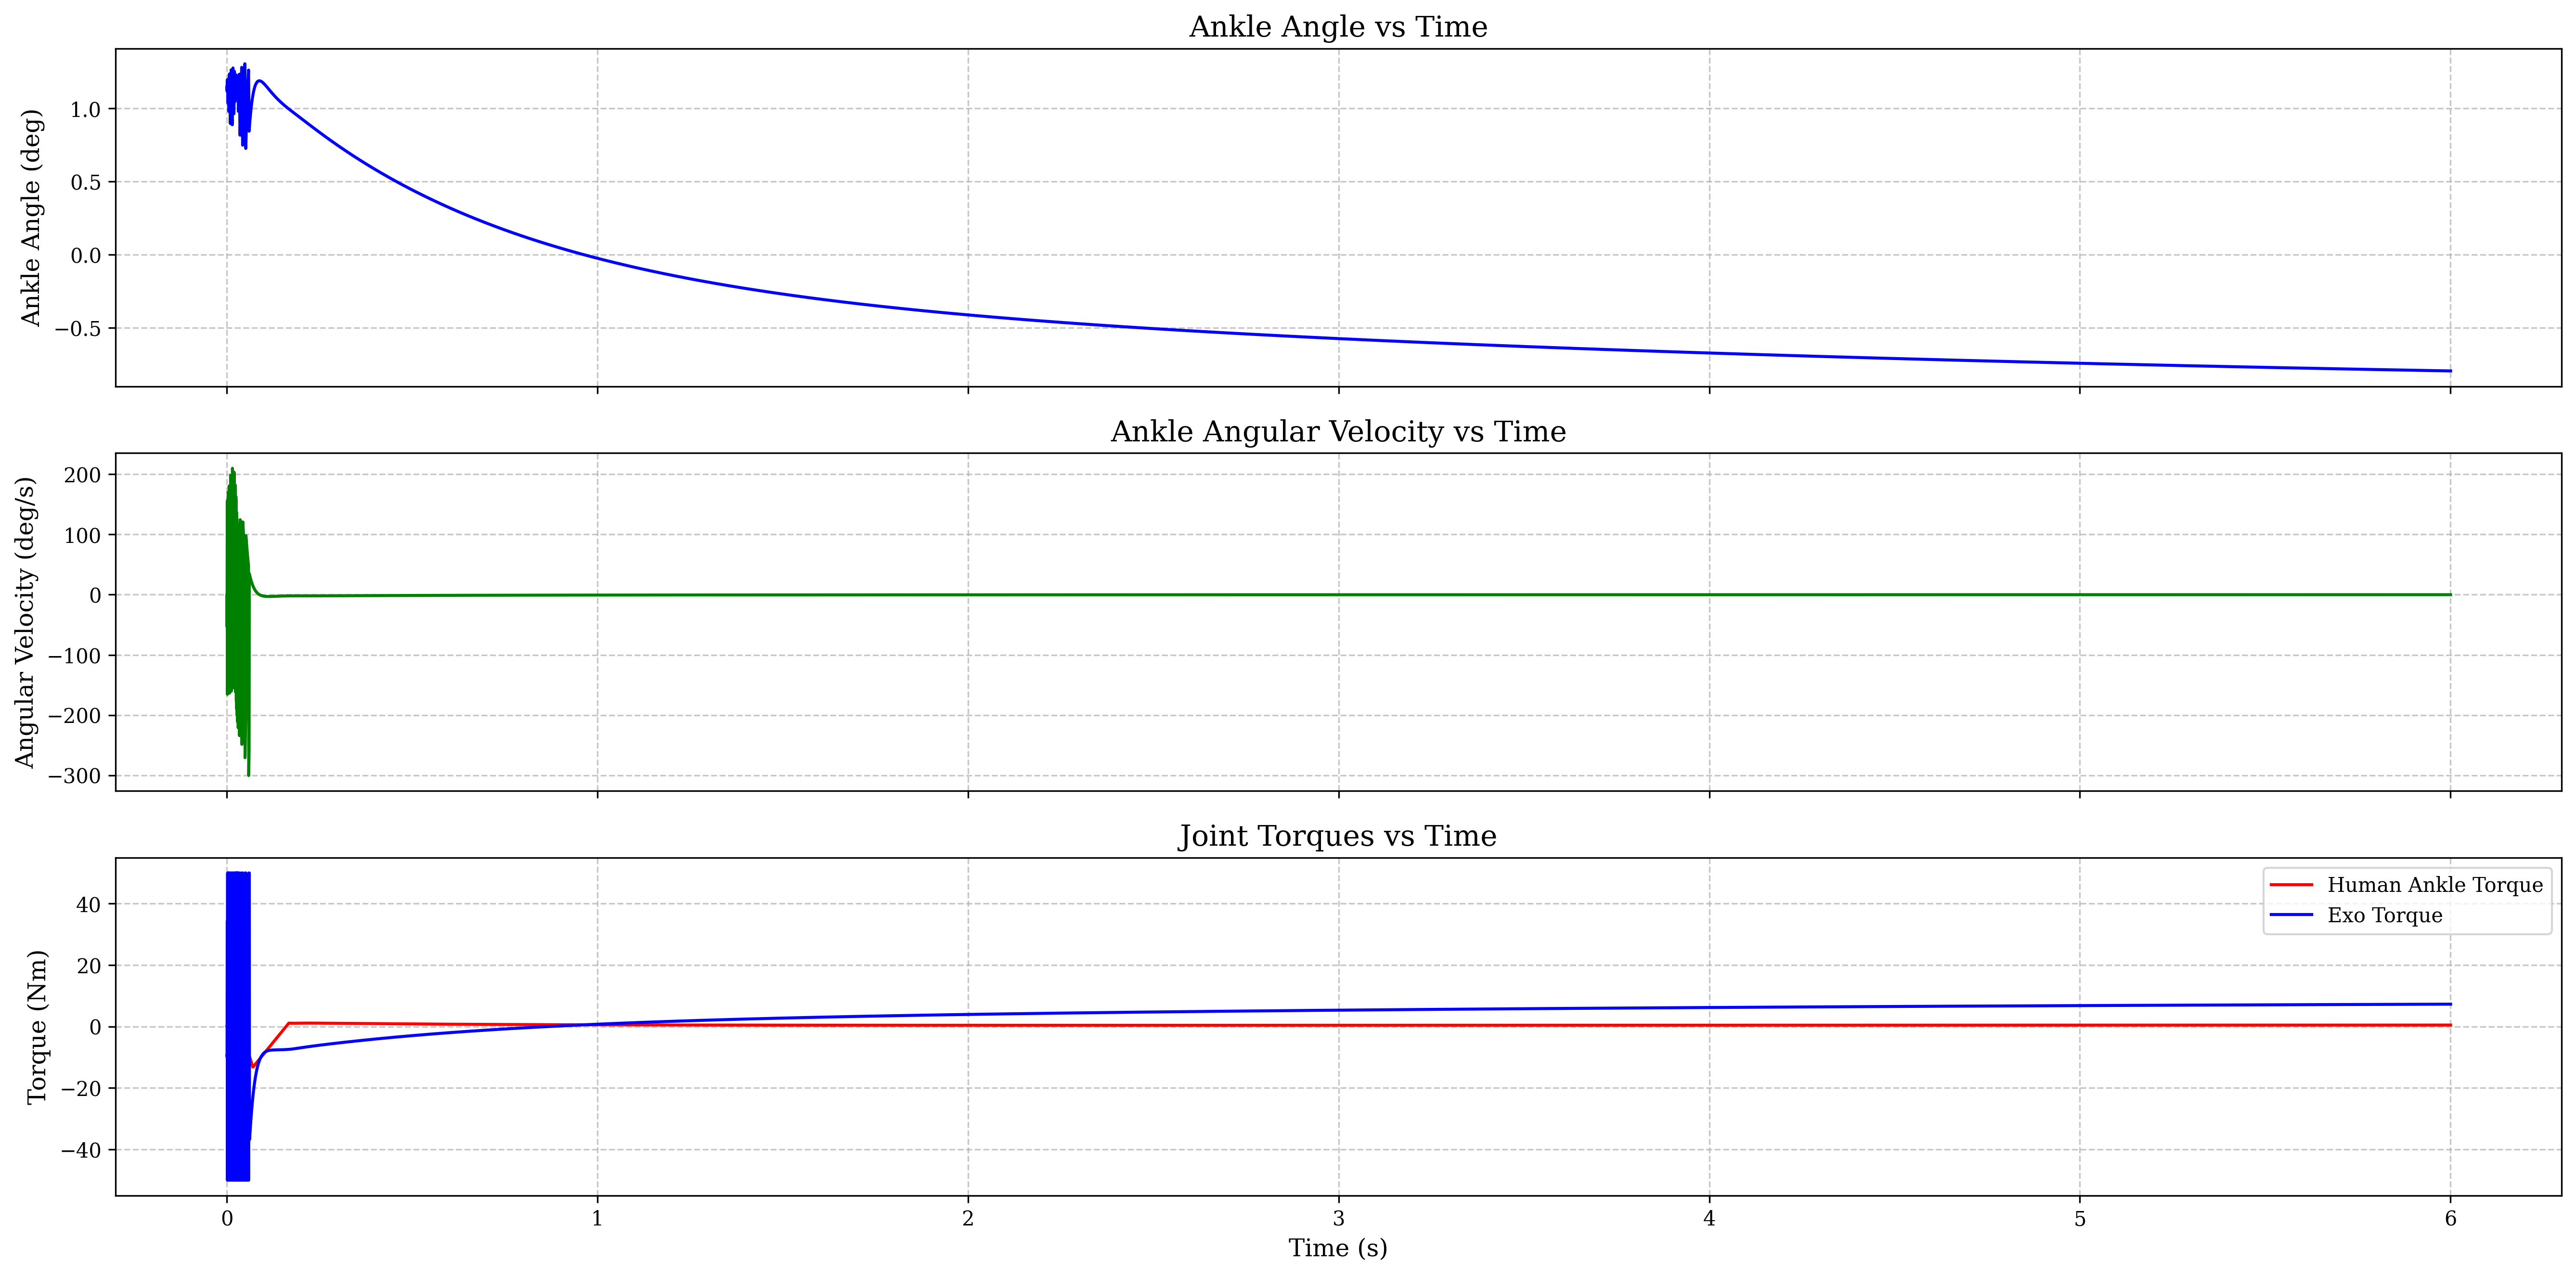 Ankle Angle vs Time
Ankle Angle (deg)
1.0
0.5
0.0
−0.5
Ankle Angular Velocity vs Time
Angular Velocity (deg/s)
200
100
0
−100
−200
−300
Joint Torques vs Time
Torque (Nm)
40
20
0
−20
−40
Human Ankle Torque
Exo Torque
0 1 2 3 4 5 6
Time (s)